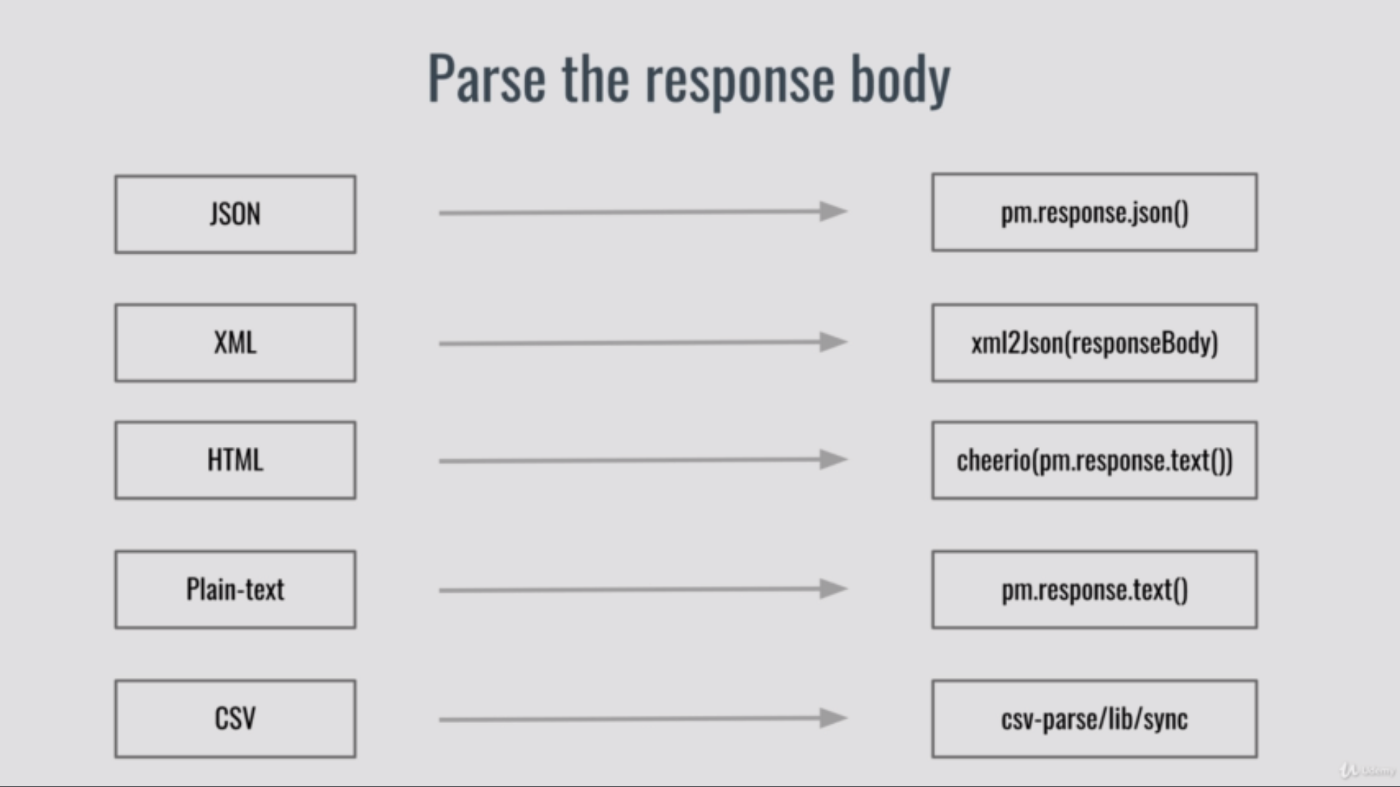 Parse the response body
JSON
pm.response.json()
XML
xml2Json(responseBody)
HTML
cheerio(pm.response.text())
Plain-text
pm.response.text()
CSV
csv-parse/lib/sync
Udemy